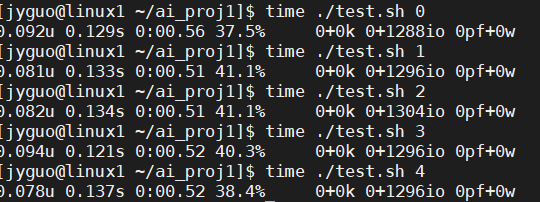 [jyguo@linux1 ~/ai_proj1]$ time ./test.sh 0
0.092u 0.129s 0:00.56 37.5%     0+0k 0+1288io 0pf+0w
[jyguo@linux1 ~/ai_proj1]$ time ./test.sh 1
0.081u 0.133s 0:00.51 41.1%     0+0k 0+1296io 0pf+0w
[jyguo@linux1 ~/ai_proj1]$ time ./test.sh 2
0.082u 0.134s 0:00.51 41.1%     0+0k 0+1304io 0pf+0w
[jyguo@linux1 ~/ai_proj1]$ time ./test.sh 3
0.094u 0.121s 0:00.52 40.3%     0+0k 0+1296io 0pf+0w
[jyguo@linux1 ~/ai_proj1]$ time ./test.sh 4
0.078u 0.137s 0:00.52 38.4%     0+0k 0+1296io 0pf+0w